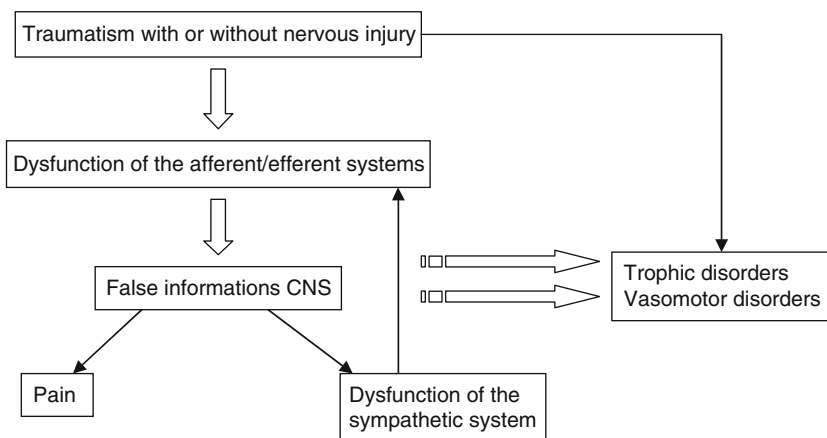 Traumatism with or without nervous injury
Dysfunction of the afferent/efferent systems
False informations CNS
Trophic disorders
Vasomotor disorders
Pain
Dysfunction of the
sympathetic system